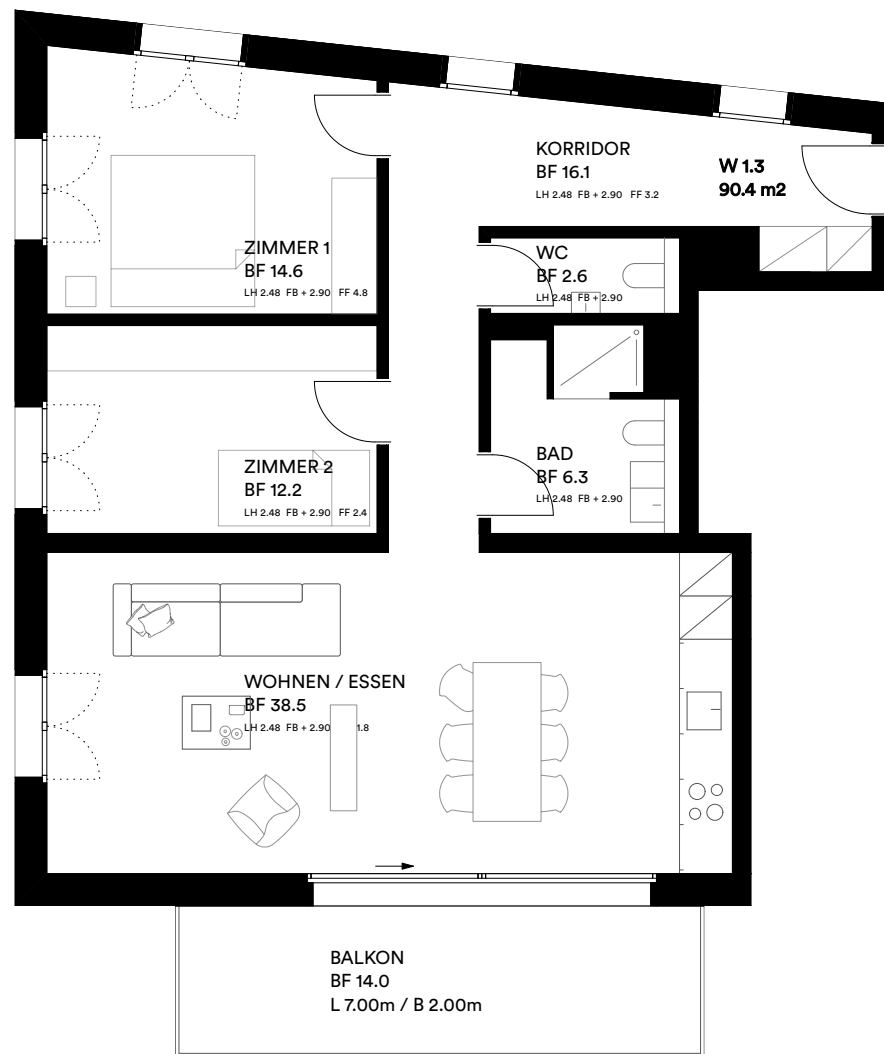 KORRIDOR
BF 16.1
LH 2.48 FB + 2.90 FF 3.2
W 1.3
90.4 m2
ZIMMER 1
BF 14.6
LH 2.48 FB + 2.90 FF 4.8
WC
BF 2.6
LH 2.48 FB + 2.90
ZIMMER 2
BF 12.2
LH 2.48 FB + 2.90 FF 2.4
BAD
BF 6.3
LH 2.48 FB + 2.90
WOHNEN / ESSEN
BF 38.5
LH 2.48 FB + 2.90 1.8
BALKON
BF 14.0
L 7.00m / B 2.00m